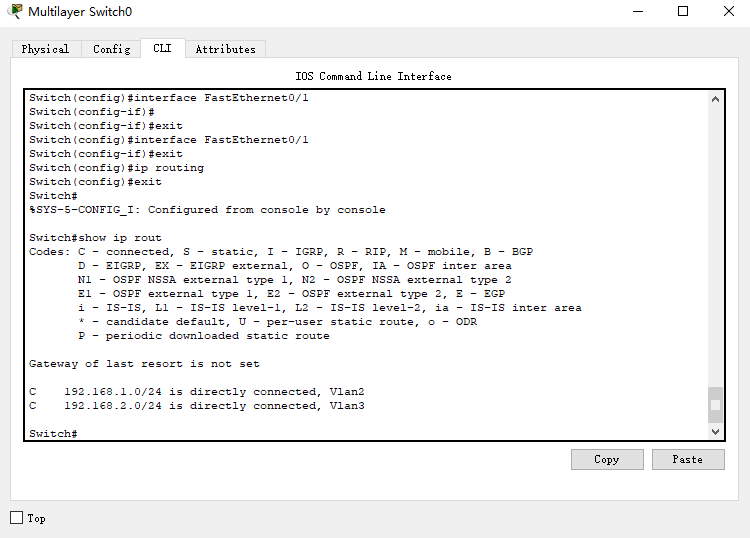 Multilayer Switch0
Physical Config CLI Attributes
IOS Command Line Interface
Switch(config)#interface FastEthernet0/1
Switch(config-if)#
Switch(config-if)#exit
Switch(config)#interface FastEthernet0/1
Switch(config-if)#exit
Switch(config)#ip routing
Switch(config)#exit
Switch#
%SYS-5-CONFIG_I: Configured from console by console
Switch#show ip rout
Codes: C - connected, S - static, I - IGRP, R - RIP, M - mobile, B - BGP
D - EIGRP, EX - EIGRP external, O - OSPF, IA - OSPF inter area
N1 - OSPF NSSA external type 1, N2 - OSPF NSSA external type 2
E1 - OSPF external type 1, E2 - OSPF external type 2, E - EGP
i - IS-IS, L1 - IS-IS level-1, L2 - IS-IS level-2, ia - IS-IS inter area
* - candidate default, U - per-user static route, o - ODR
P - periodic downloaded static route
Gateway of last resort is not set
C 192.168.1.0/24 is directly connected, Vlan2
C 192.168.2.0/24 is directly connected, Vlan3
Switch#
Copy Paste
Top